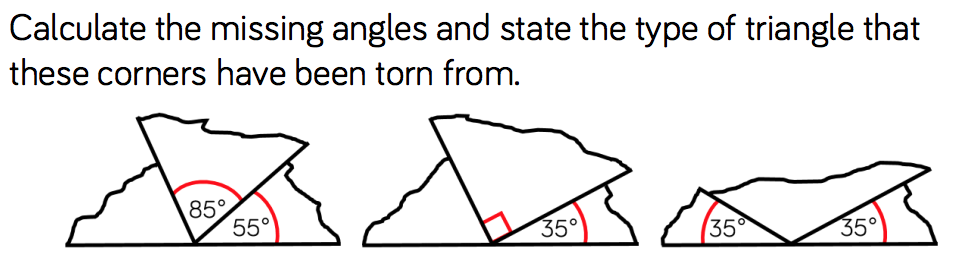 Calculate the missing angles and state the type of triangle that
these corners have been torn from.
85°
55°
35°
35°
35°